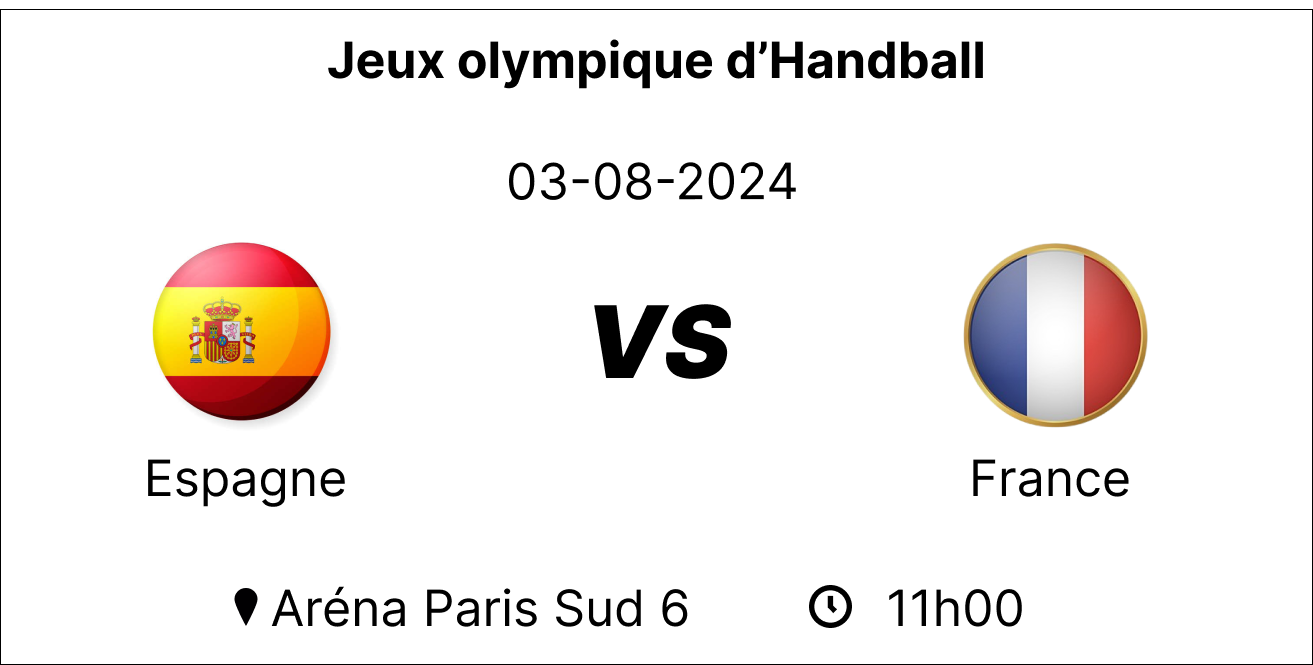 Jeux olympique d’Handball
03-08-2024
VS
Espagne
France
Aréna Paris Sud 6
11h00